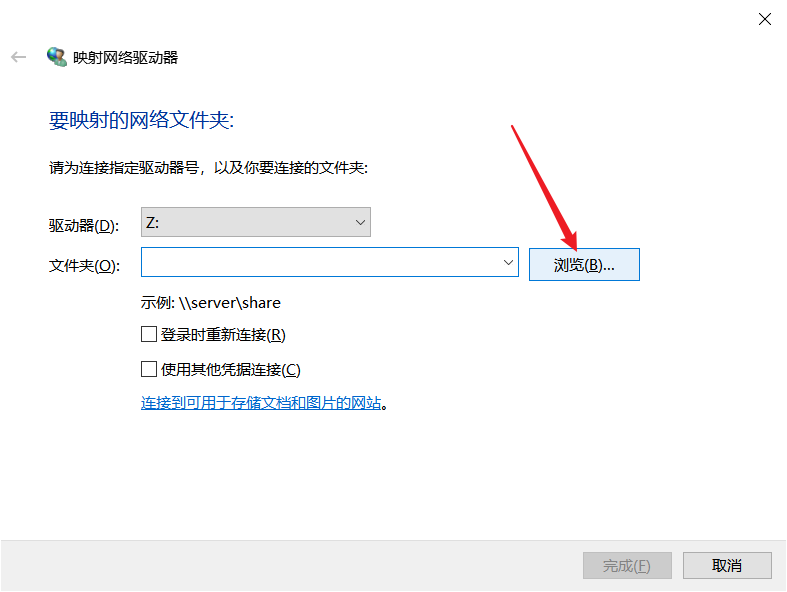 映射网络驱动器
要映射的网络文件夹:
请为连接指定驱动器号，以及你要连接的文件夹:
驱动器(D): Z:
文件夹(O): 浏览(B)...
示例: \\server\share
登录时重新连接(R)
使用其他凭据连接(C)
连接到可用于存储文档和图片的网站。
完成(F) 取消